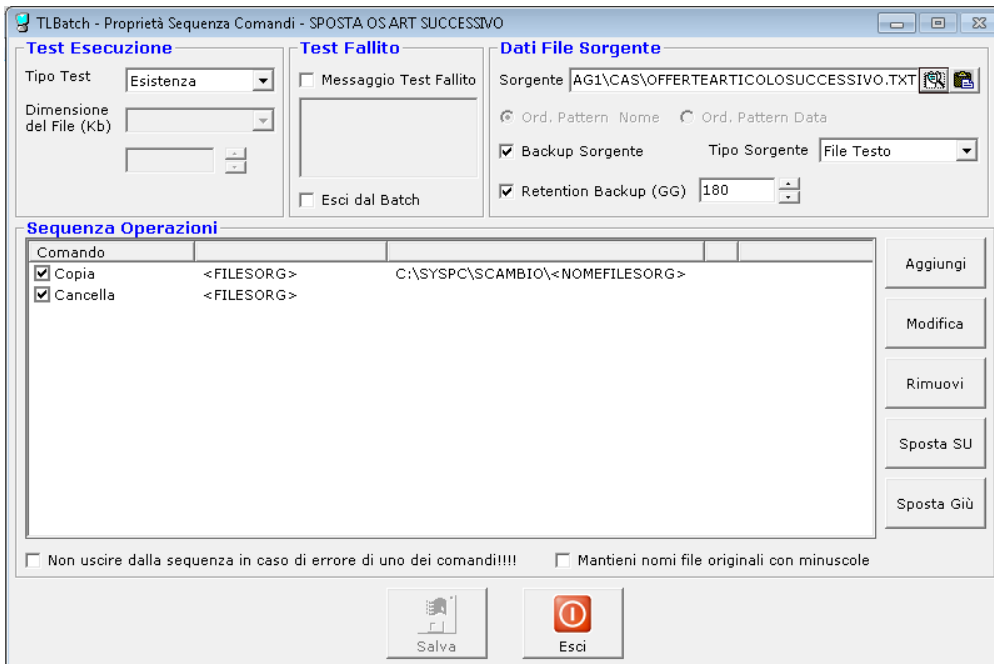 TLBatch - Proprietà Sequenza Comandi - SPOSTA OS ART SUCCESSIVO
Test Esecuzione
Tipo Test Esistenza
Dimensione del File (Kb)
Test Fallito
Messaggio Test Fallito
Esci dal Batch
Dati File Sorgente
Sorgente AG1\CAS\OFFERTEARTICOLOSUCCESSIVO.TXT
Ord. Pattern Nome Ord. Pattern Data
Backup Sorgente Tipo Sorgente File Testo
Retention Backup (GG) 180
Sequenza Operazioni
Comando
Copia <FILESORG> C:\SYSPC\SCAMBIO\<NOMEFILESORG>
Cancella <FILESORG>
Aggiungi
Modifica
Rimuovi
Sposta SU
Sposta Giù
Non uscire dalla sequenza in caso di errore di uno dei comandi!!!! Mantieni nomi file originali con minuscole
Salva Esci